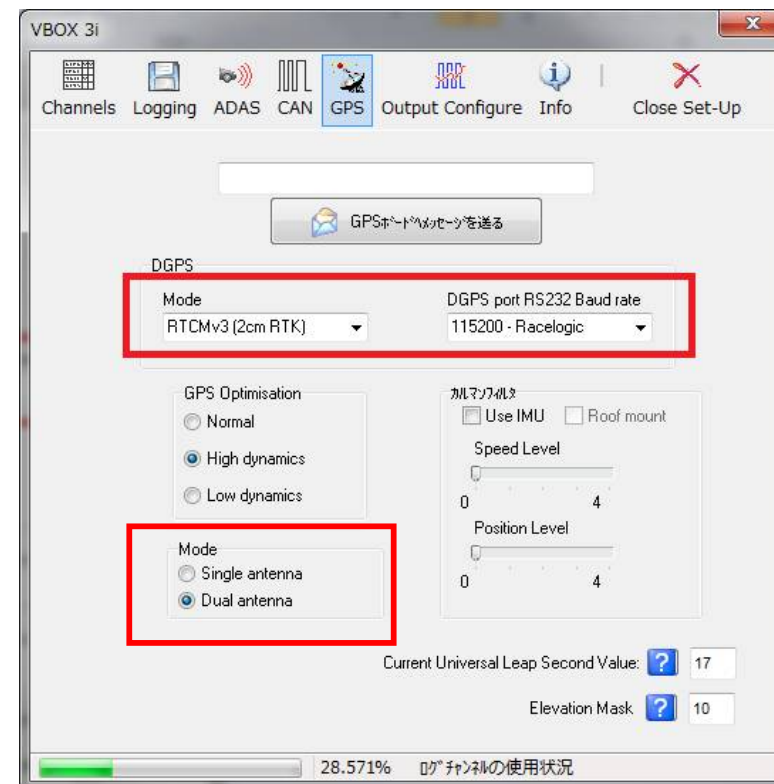 VBOX 3i
Channels Logging ADAS CAN GPS Output Configure Info Close Set-Up
GPSﾎﾞｰﾄﾞへﾒｯｾｰｼﾞを送る
DGPS
Mode DGPS port RS232 Baud rate
RTCMv3 (2cm RTK) 115200 - Racelogic
GPS Optimisation
Normal
High dynamics
Low dynamics
Mode
Single antenna
Dual antenna
ｶﾙﾏﾝﾌｨﾙﾀ
Use IMU Roof mount
Speed Level
0 4
Position Level
0 4
Current Universal Leap Second Value: ? 17
Elevation Mask ? 10
28.571% ﾛｸﾞﾁｬﾝﾈﾙの使用状況